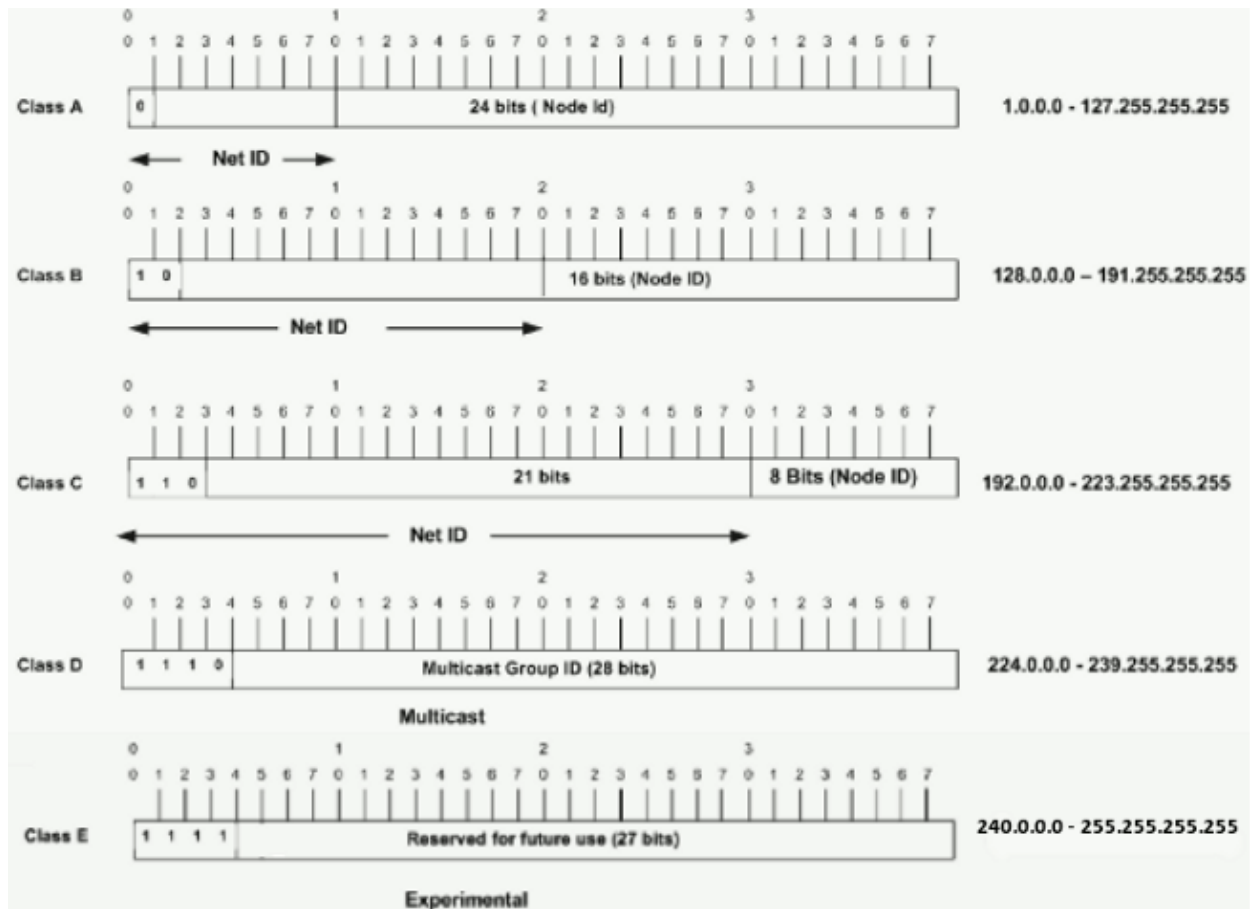 0 1 2 3
0 1 2 3 4 5 6 7 0 1 2 3 4 5 6 7 0 1 2 3 4 5 6 7 0 1 2 3 4 5 6 7
Class A 0 24 bits ( Node Id) 1.0.0.0 - 127.255.255.255
Net ID
0 1 2 3
0 1 2 3 4 5 6 7 0 1 2 3 4 5 6 7 0 1 2 3 4 5 6 7 0 1 2 3 4 5 6 7
Class B 1 0 16 bits (Node ID) 128.0.0.0 – 191.255.255.255
Net ID
0 1 2 3
0 1 2 3 4 5 6 7 0 1 2 3 4 5 6 7 0 1 2 3 4 5 6 7 0 1 2 3 4 5 6 7
Class C 1 1 0 21 bits 8 Bits (Node ID) 192.0.0.0 - 223.255.255.255
Net ID
0 1 2 3
0 1 2 3 4 5 6 7 0 1 2 3 4 5 6 7 0 1 2 3 4 5 6 7 0 1 2 3 4 5 6 7
Class D 1 1 1 0 Multicast Group ID (28 bits) 224.0.0.0 - 239.255.255.255
Multicast
0 1 2 3
0 1 2 3 4 5 6 7 0 1 2 3 4 5 6 7 0 1 2 3 4 5 6 7 0 1 2 3 4 5 6 7
Class E 1 1 1 1 Reserved for future use (27 bits) 240.0.0.0 - 255.255.255.255
Experimental